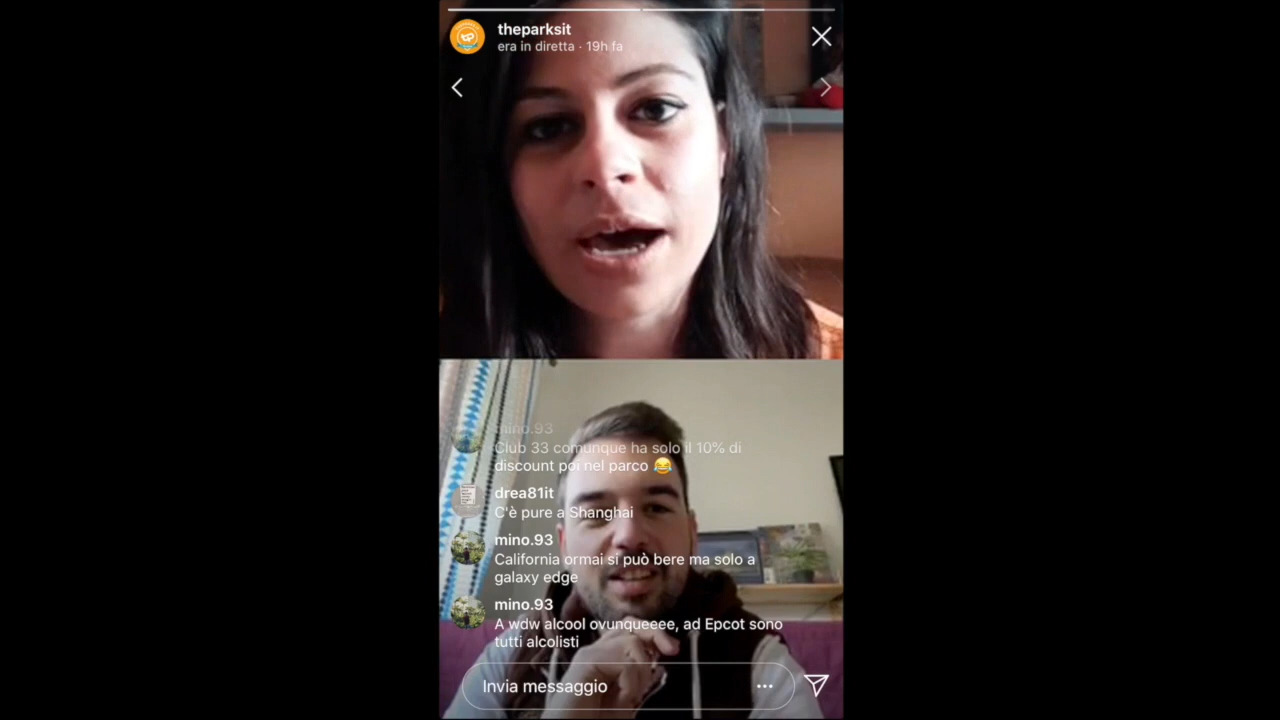 theparksit
era in diretta · 19h fa
mino.93
Club 33 comunque ha solo il 10% di
discount poi nel parco 😂
drea81it
C'è pure a Shanghai
mino.93
California ormai si può bere ma solo a
galaxy edge
mino.93
A wdw alcool ovunqueeee, ad Epcot sono
tutti alcolisti
Invia messaggio